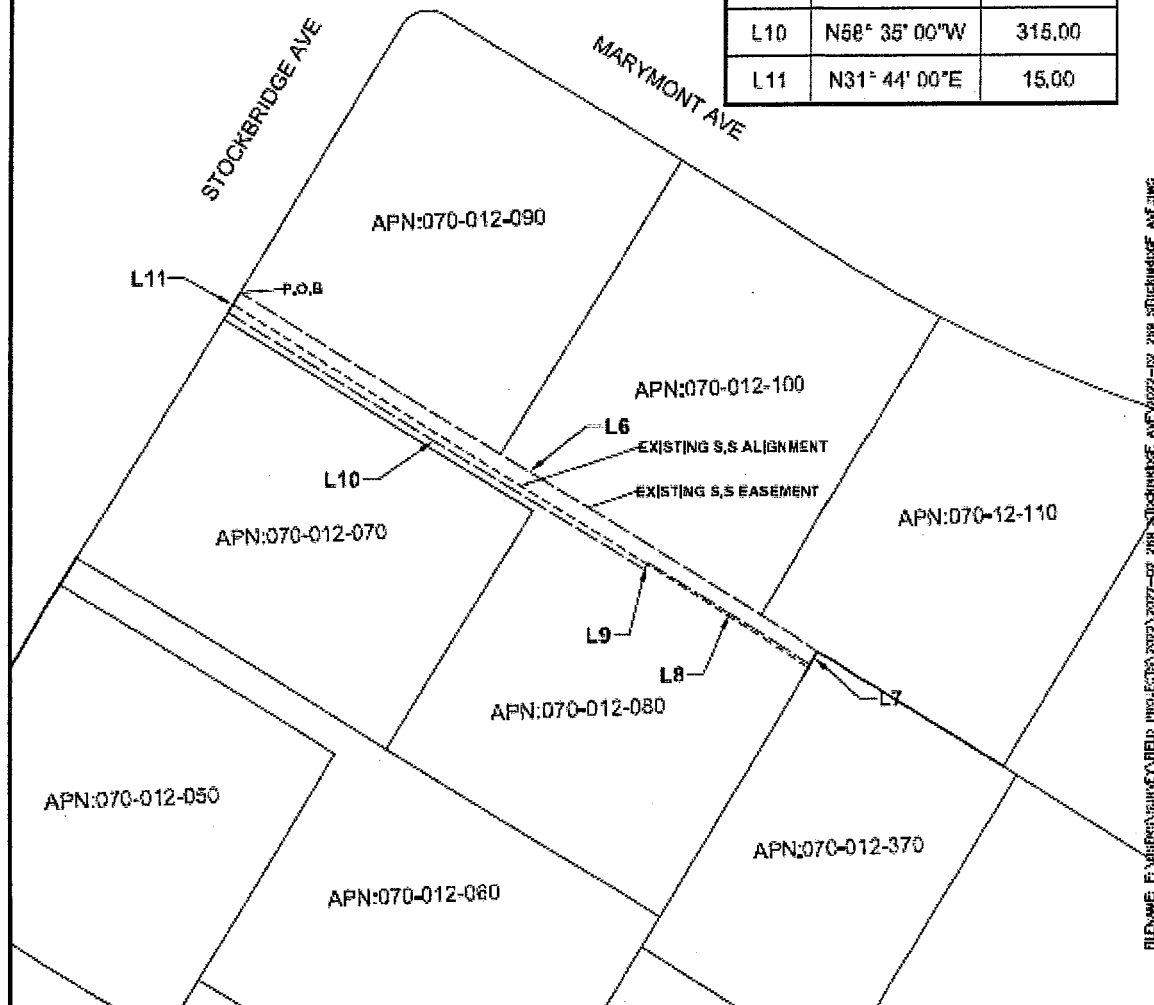 L10 N58° 35' 00"W 315.00
L11 N31° 44' 00"E 15.00
STOCKBRIDGE AVE
MARYMONT AVE
APN:070-012-090
L11
P.O.B
APN:070-012-100
L6
EXISTING S.S ALIGNMENT
L10
EXISTING S.S EASEMENT
APN:070-12-110
APN:070-012-070
L9
L8
L7
APN:070-012-080
APN:070-012-050
APN:070-012-370
APN:070-012-060
FILENAME: